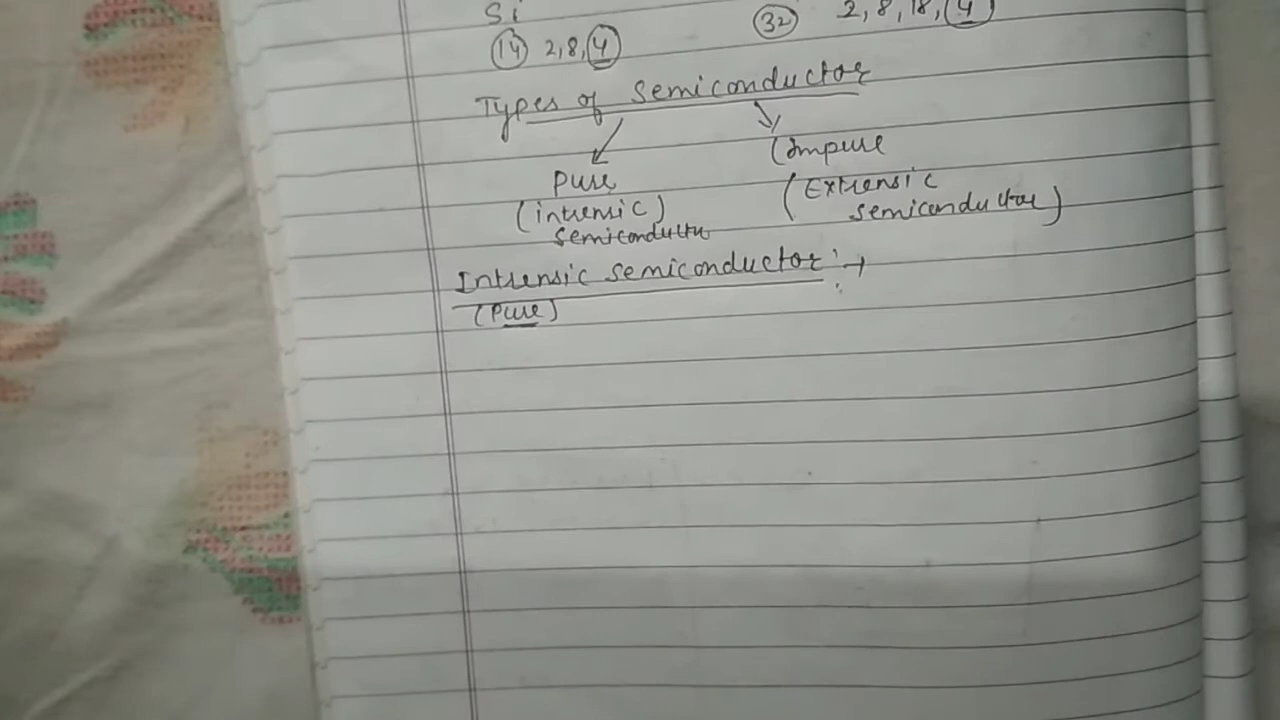 Si
14 2,8,4
32 2,8,18,4
Types of semiconductor
Pure
(intrensic)
semiconductor
(impure
(Extrensic
semiconductor)
Intrensic semiconductor :→
(Pure)